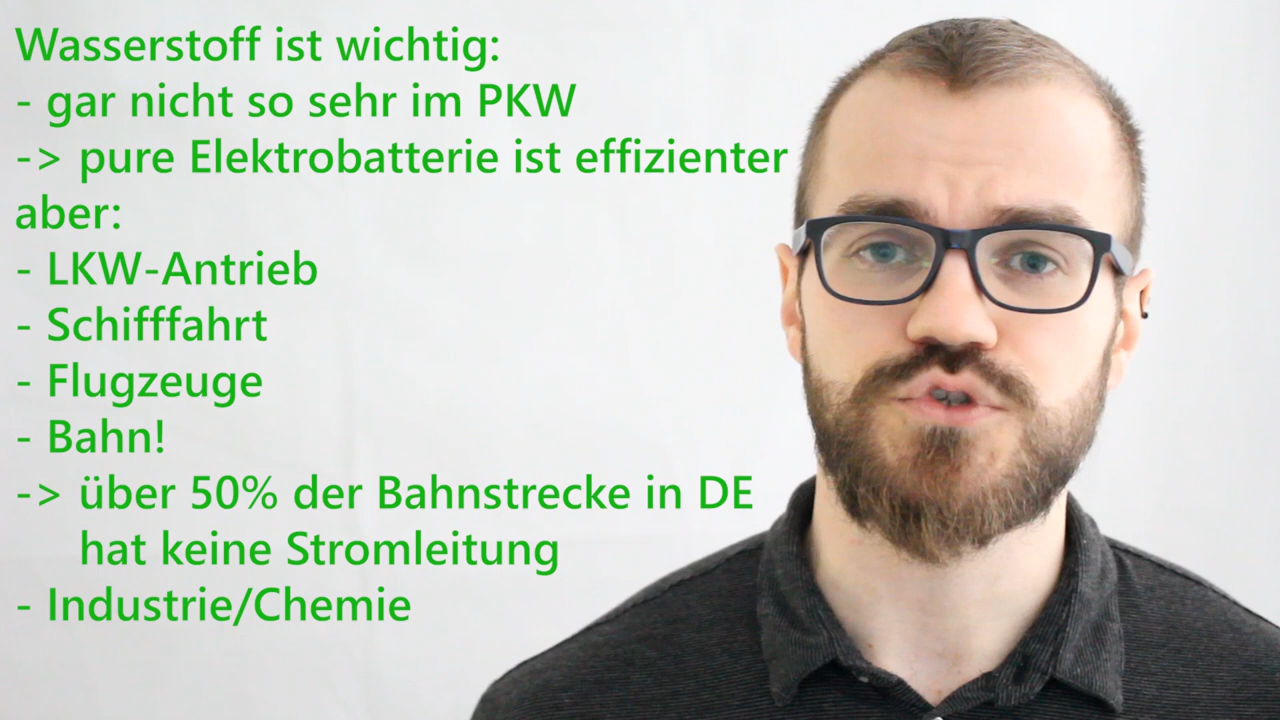 Wasserstoff ist wichtig:
- gar nicht so sehr im PKW
-> pure Elektrobatterie ist effizienter
aber:
- LKW-Antrieb
- Schifffahrt
- Flugzeuge
- Bahn!
-> über 50% der Bahnstrecke in DE
hat keine Stromleitung
- Industrie/Chemie